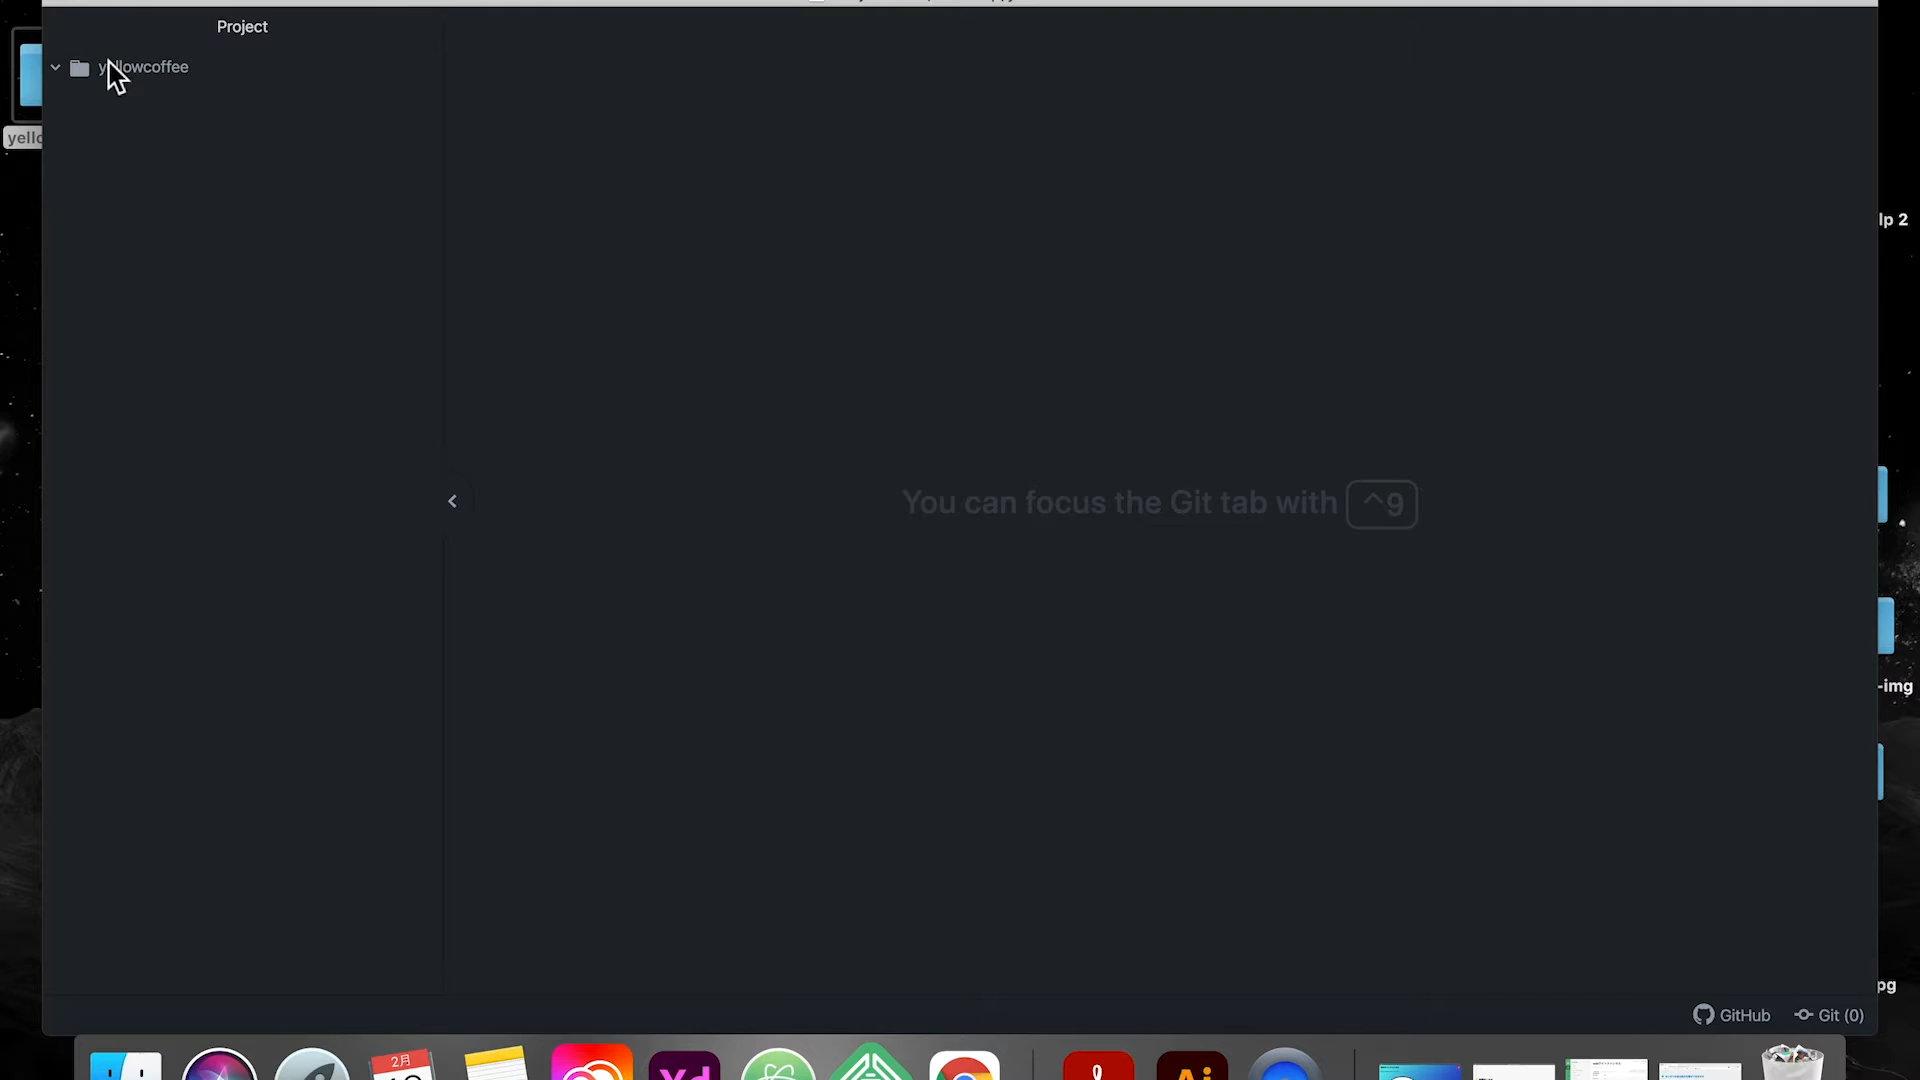 Project
yellowcoffee
yello
lp 2
You can focus the Git tab with ^9
-img
pg
GitHub
Git (0)
2月
Xd
Ai